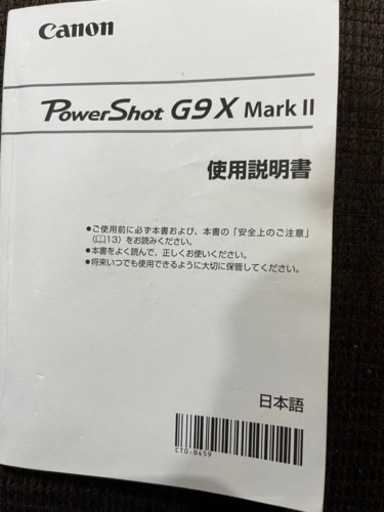 Canon
PowerShot G9 X Mark II
使用説明書
●ご使用前に必ず本書および、本書の「安全上のご注意」
（📖13）をお読みください。
●本書をよく読んで、正しくお使いください。
●将来いつでも使用できるように大切に保管してください。
日本語
CT0-0459